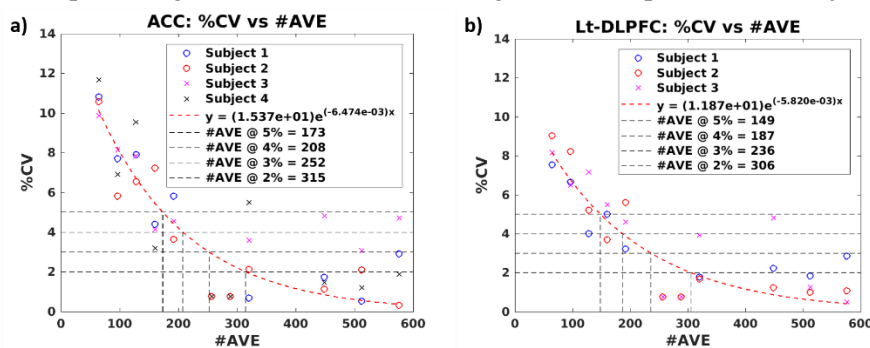 a)
ACC: %CV vs #AVE
14
12
10
8
6
4
2
0
%CV
0 100 200 300 400 500 600
#AVE
Subject 1
Subject 2
Subject 3
Subject 4
y = (1.537e+01)e(-6.474e-03)x
#AVE @ 5% = 173
#AVE @ 4% = 208
#AVE @ 3% = 252
#AVE @ 2% = 315
b)
Lt-DLPFC: %CV vs #AVE
14
12
10
8
6
4
2
0
%CV
0 100 200 300 400 500 600
#AVE
Subject 1
Subject 2
Subject 3
y = (1.187e+01)e(-5.820e-03)x
#AVE @ 5% = 149
#AVE @ 4% = 187
#AVE @ 3% = 236
#AVE @ 2% = 306